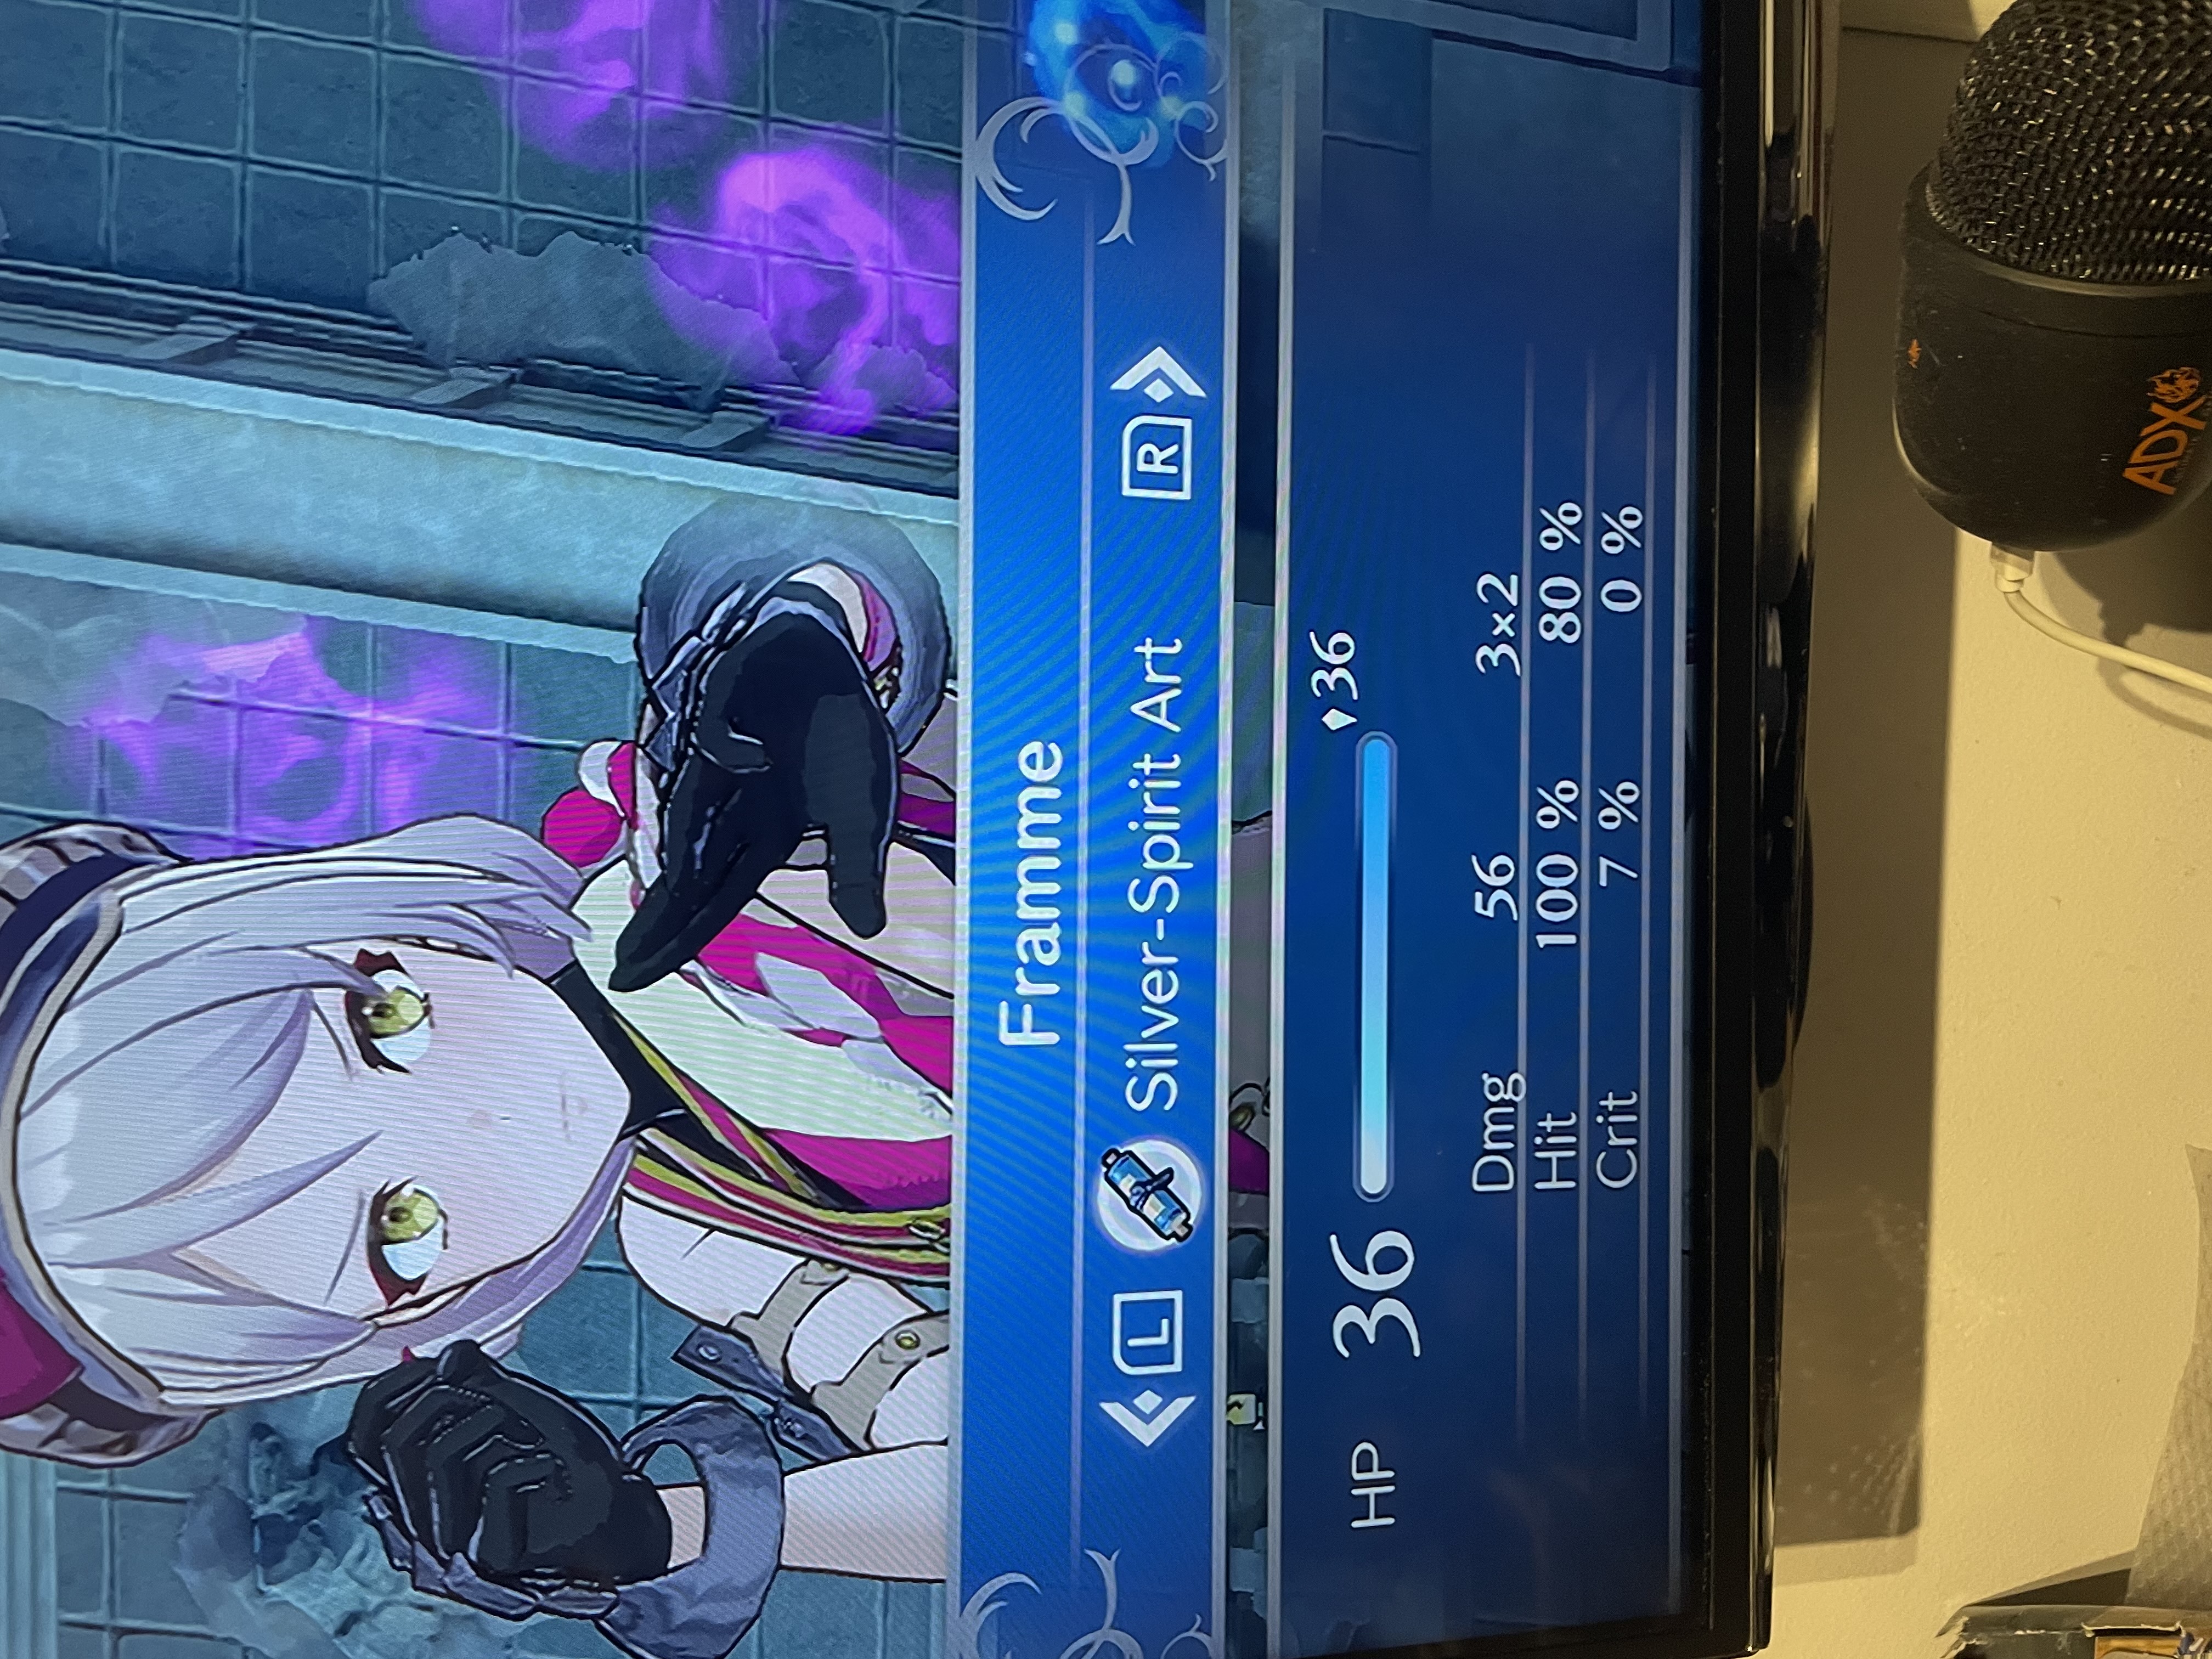 Framme
L Silver-Spirit Art R
HP 36 36
Dmg 56 3×2
Hit 100 % 80 %
Crit 7 % 0 %
ADX